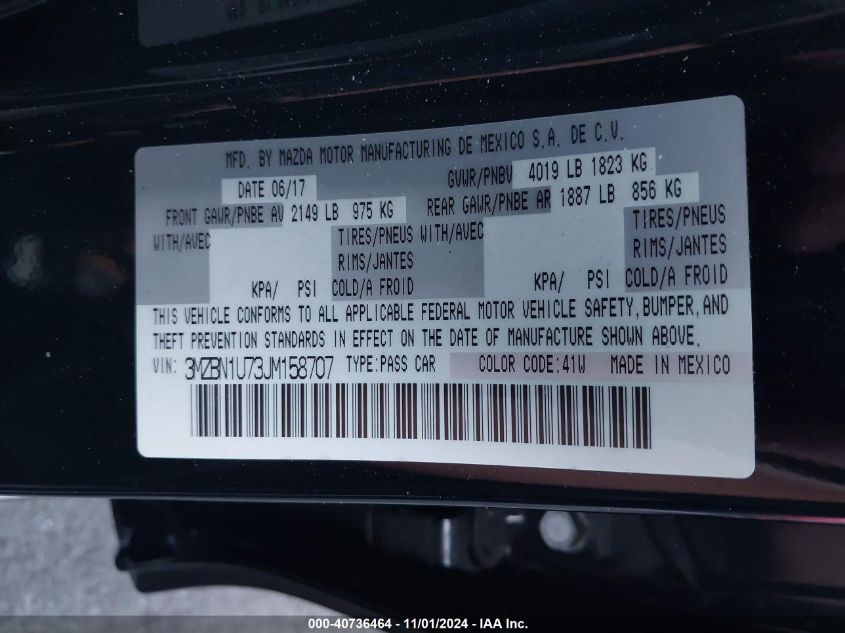 MFD. BY MAZDA MOTOR MANUFACTURING DE MEXICO S.A. DE C.V.
DATE 06/17 GVWR/PNBV 4019 LB 1823 KG
FRONT GAWR/PNBE AV 2149 LB 975 KG REAR GAWR/PNBE AR 1887 LB 856 KG
WITH/AVEC TIRES/PNEUS WITH/AVEC TIRES/PNEUS
RIMS/JANTES RIMS/JANTES
KPA/ PSI COLD/A FROID KPA/ PSI COLD/A FROID
THIS VEHICLE CONFORMS TO ALL APPLICABLE FEDERAL MOTOR VEHICLE SAFETY, BUMPER, AND
THEFT PREVENTION STANDARDS IN EFFECT ON THE DATE OF MANUFACTURE SHOWN ABOVE.
VIN: 3MZBN1U73JM158707 TYPE:PASS CAR COLOR CODE:41W MADE IN MEXICO
000-40736464 - 11/01/2024 - IAA Inc.